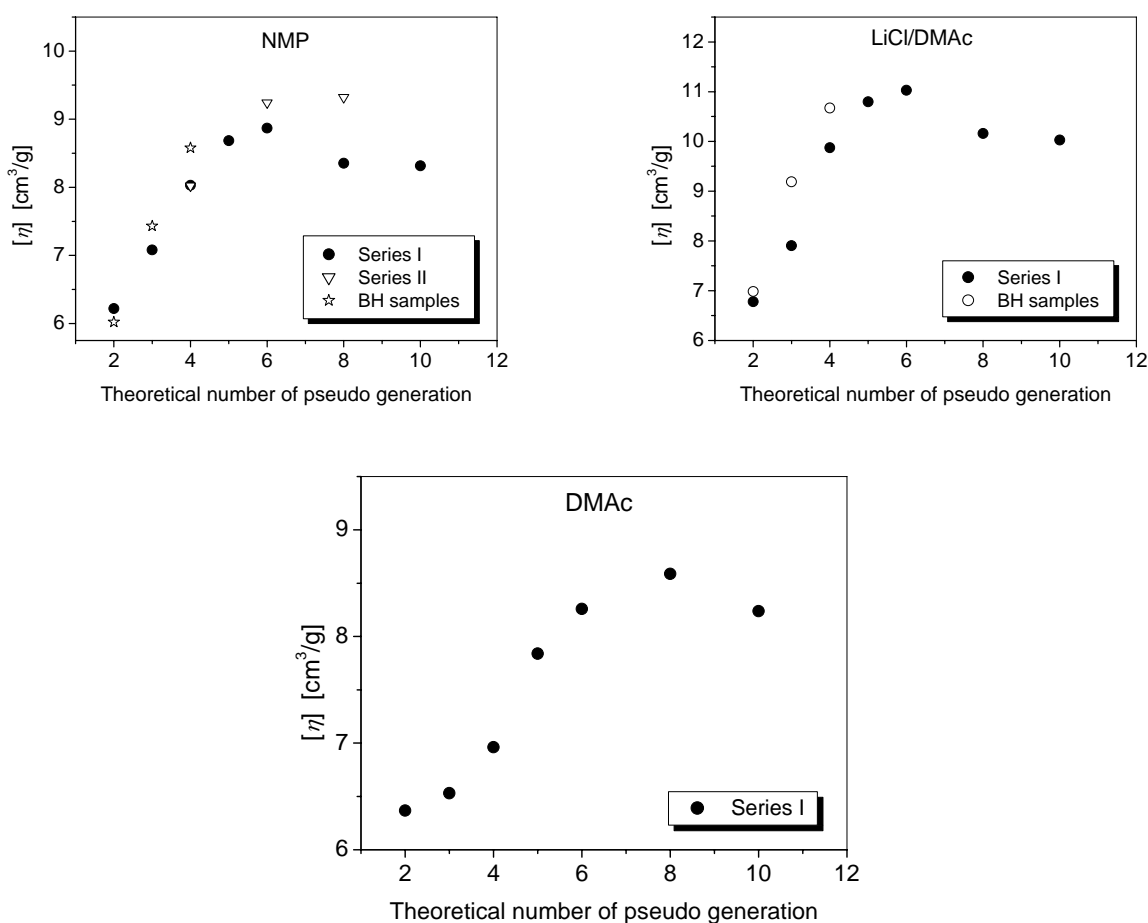 NMP
10
9
8
7
6
[η] [cm³/g]
Series I
Series II
BH samples
2 4 6 8 10 12
Theoretical number of pseudo generation
LiCl/DMAc
12
11
10
9
8
7
6
[η] [cm³/g]
Series I
BH samples
2 4 6 8 10 12
Theoretical number of pseudo generation
DMAc
9
8
7
6
[η] [cm³/g]
Series I
2 4 6 8 10 12
Theoretical number of pseudo generation